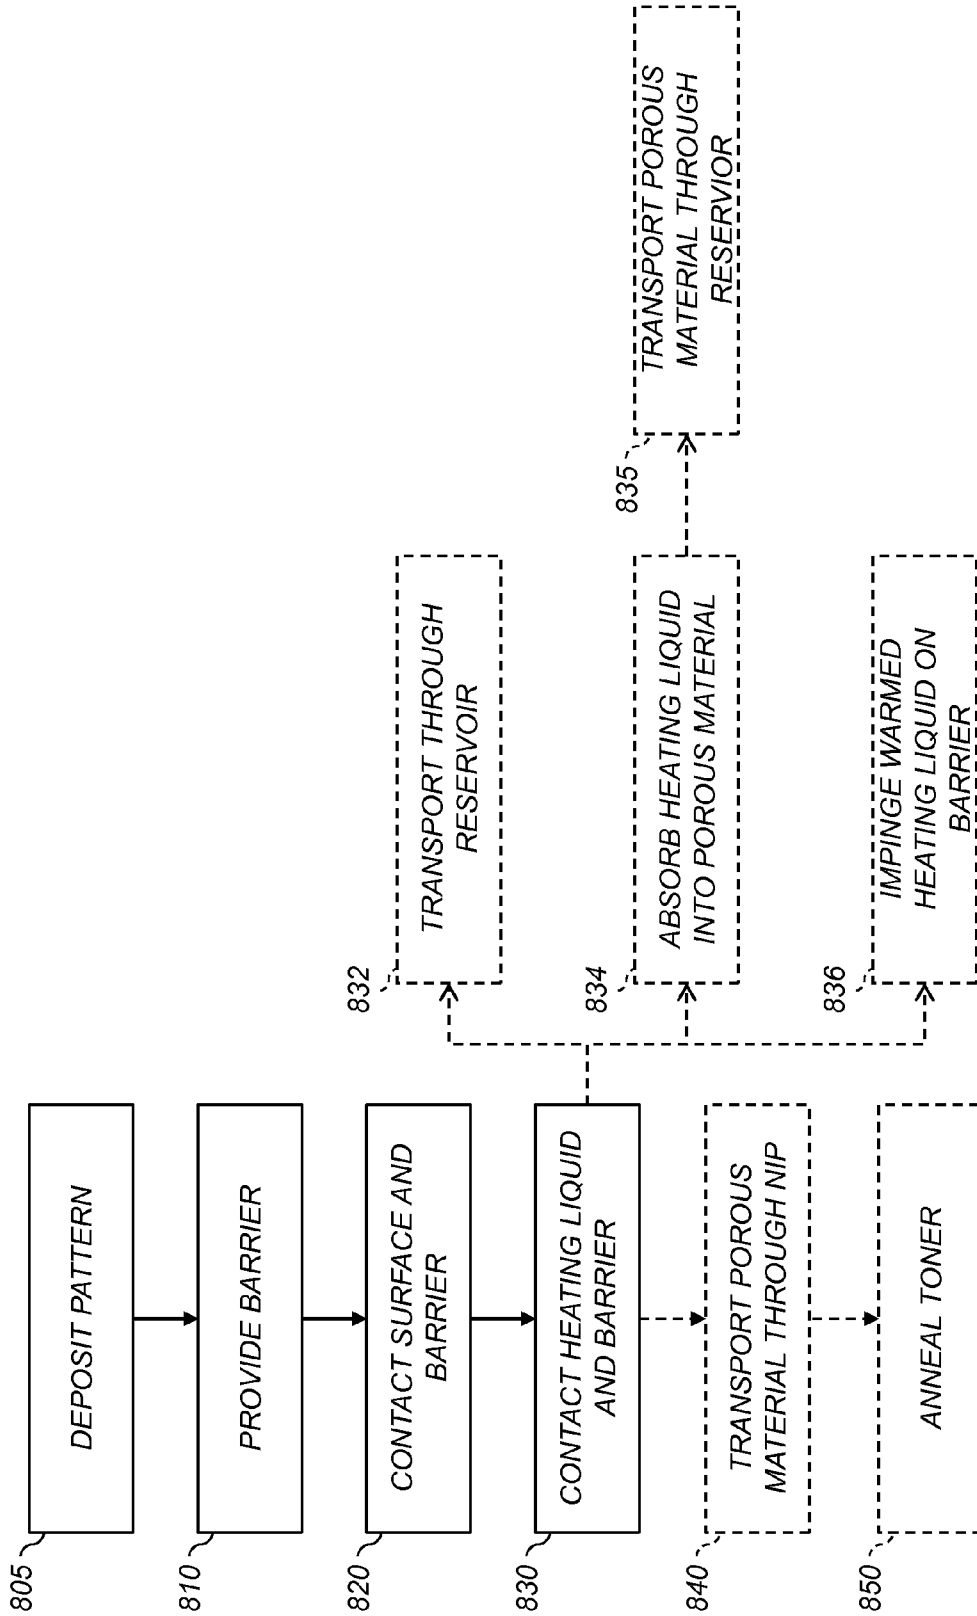 805
DEPOSIT PATTERN
810
PROVIDE BARRIER
820
CONTACT SURFACE AND
BARRIER
830
CONTACT HEATING LIQUID
AND BARRIER
832
TRANSPORT THROUGH
RESERVOIR
834
ABSORB HEATING LIQUID
INTO POROUS MATERIAL
835
TRANSPORT POROUS
MATERIAL THROUGH
RESERVIOR
836
IMPINGE WARMED
HEATING LIQUID ON
BARRIER
840
TRANSPORT POROUS
MATERIAL THROUGH NIP
850
ANNEAL TONER